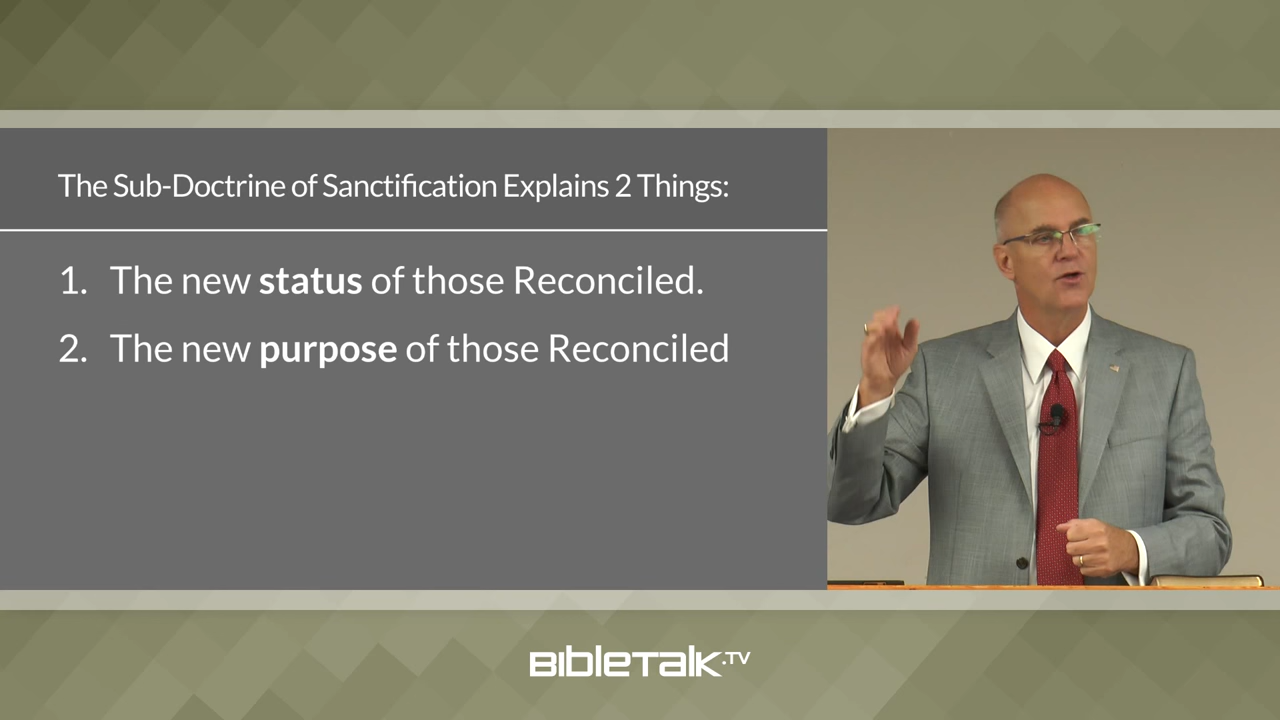 The Sub-Doctrine of Sanctification Explains 2 Things:
1. The new status of those Reconciled.
2. The new purpose of those Reconciled
BIBLETALK.TV